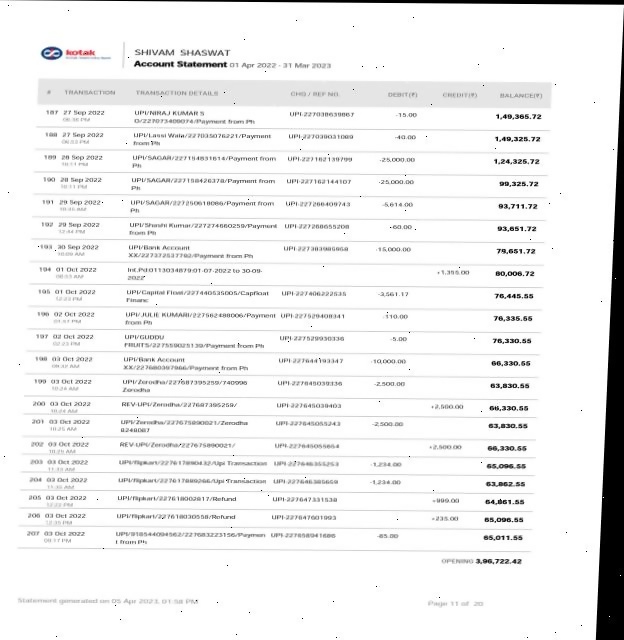 kotak
SHIVAM SHASWAT
Account Statement 01 Apr 2022 - 31 Mar 2023
# TRANSACTION TRANSACTION DETAILS CHQ / REF NO. DEBIT(₹) CREDIT(₹) BALANCE(₹)
187 27 Sep 2022 UPI/NIRAJ KUMAR S UPI-227038639867 -15.00 1,49,365.72
06:36 PM O/227073409074/Payment from Ph
188 27 Sep 2022 UPI/Lassi Wala/227035076221/Payment UPI-227039031089 -40.00 1,49,325.72
06:53 PM from Ph
189 28 Sep 2022 UPI/SAGAR/227154831614/Payment from UPI-227162139799 -25,000.00 1,24,325.72
10:11 PM Ph
190 28 Sep 2022 UPI/SAGAR/227158426378/Payment from UPI-227162144107 -25,000.00 99,325.72
10:11 PM Ph
191 29 Sep 2022 UPI/SAGAR/227250618086/Payment from UPI-227266409743 -5,614.00 93,711.72
10:35 AM Ph
192 29 Sep 2022 UPI/Shashi Kumar/227274660259/Payment UPI-227268655208 -60.00 93,651.72
12:44 PM from Ph
193 30 Sep 2022 UPI/Bank Account UPI-227383985958 -15,000.00 78,651.72
10:09 AM XX/227372537792/Payment from Ph
194 01 Oct 2022 Int.Pd:0113034879:01-07-2022 to 30-09- +1,355.00 80,006.72
06:53 AM 2022
195 01 Oct 2022 UPI/Capital Float/227440535005/Capfloat UPI-227406222535 -3,561.17 76,445.55
12:22 PM Financ
196 02 Oct 2022 UPI/JULIE KUMARI/227562488006/Payment UPI-227529408341 -110.00 76,335.55
01:51 PM from Ph
197 02 Oct 2022 UPI/GUDDU UPI-227529930336 -5.00 76,330.55
02:23 PM FRUITS/227559025139/Payment from Ph
198 03 Oct 2022 UPI/Bank Account UPI-227644193347 -10,000.00 66,330.55
09:32 AM XX/227680397966/Payment from Ph
199 03 Oct 2022 UPI/Zerodha/227687395259/740996 UPI-227645039336 -2,500.00 63,830.55
10:24 AM Zerodha
200 03 Oct 2022 REV-UPI/Zerodha/227687395259/ UPI-227645039403 +2,500.00 66,330.55
10:24 AM
201 03 Oct 2022 UPI/Zerodha/227675890021/Zerodha UPI-227645055243 -2,500.00 63,830.55
10:25 AM 8248087
202 03 Oct 2022 REV-UPI/Zerodha/227675890021/ UPI-227645055654 +2,500.00 66,330.55
10:25 AM
203 03 Oct 2022 UPI/flipkart/227617890432/Upi Transaction UPI-227646355253 -1,234.00 65,096.55
11:33 AM
204 03 Oct 2022 UPI/flipkart/227617889266/Upi Transaction UPI-227646385659 -1,234.00 63,862.55
11:35 AM
205 03 Oct 2022 UPI/flipkart/227618002817/Refund UPI-227647331538 +999.00 64,861.55
12:22 PM
206 03 Oct 2022 UPI/flipkart/227618030558/Refund UPI-227647601993 +235.00 65,096.55
12:35 PM
207 03 Oct 2022 UPI/918544094562/227683223156/Paymen UPI-227658941686 -85.00 65,011.55
09:17 PM t from Ph
OPENING 3,96,722.42
Statement generated on 05 Apr 2023, 01:58 PM Page 11 of 20